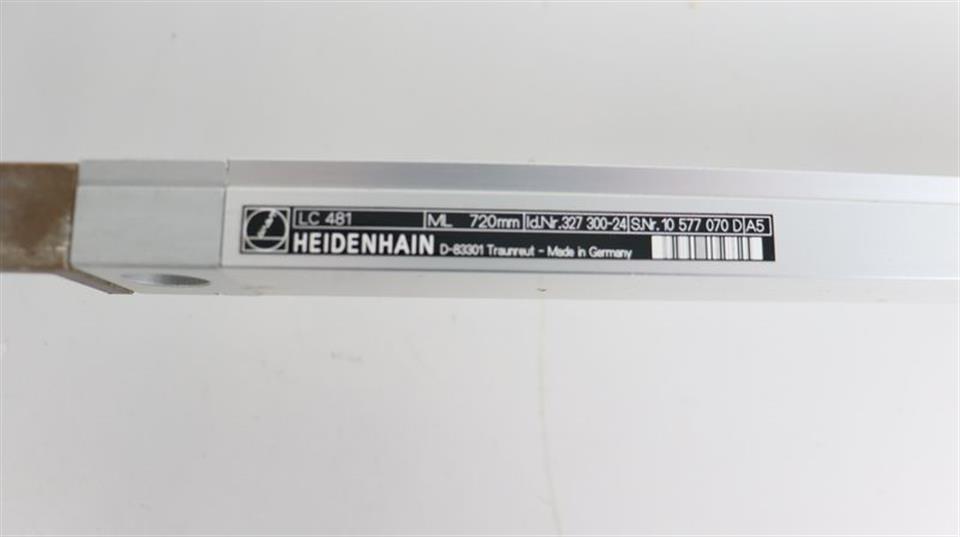 LC 481 ML 720mm Id.Nr.327 300-24 S.Nr. 10 577 070 D A5
HEIDENHAIN D-83301 Traunreut - Made in Germany